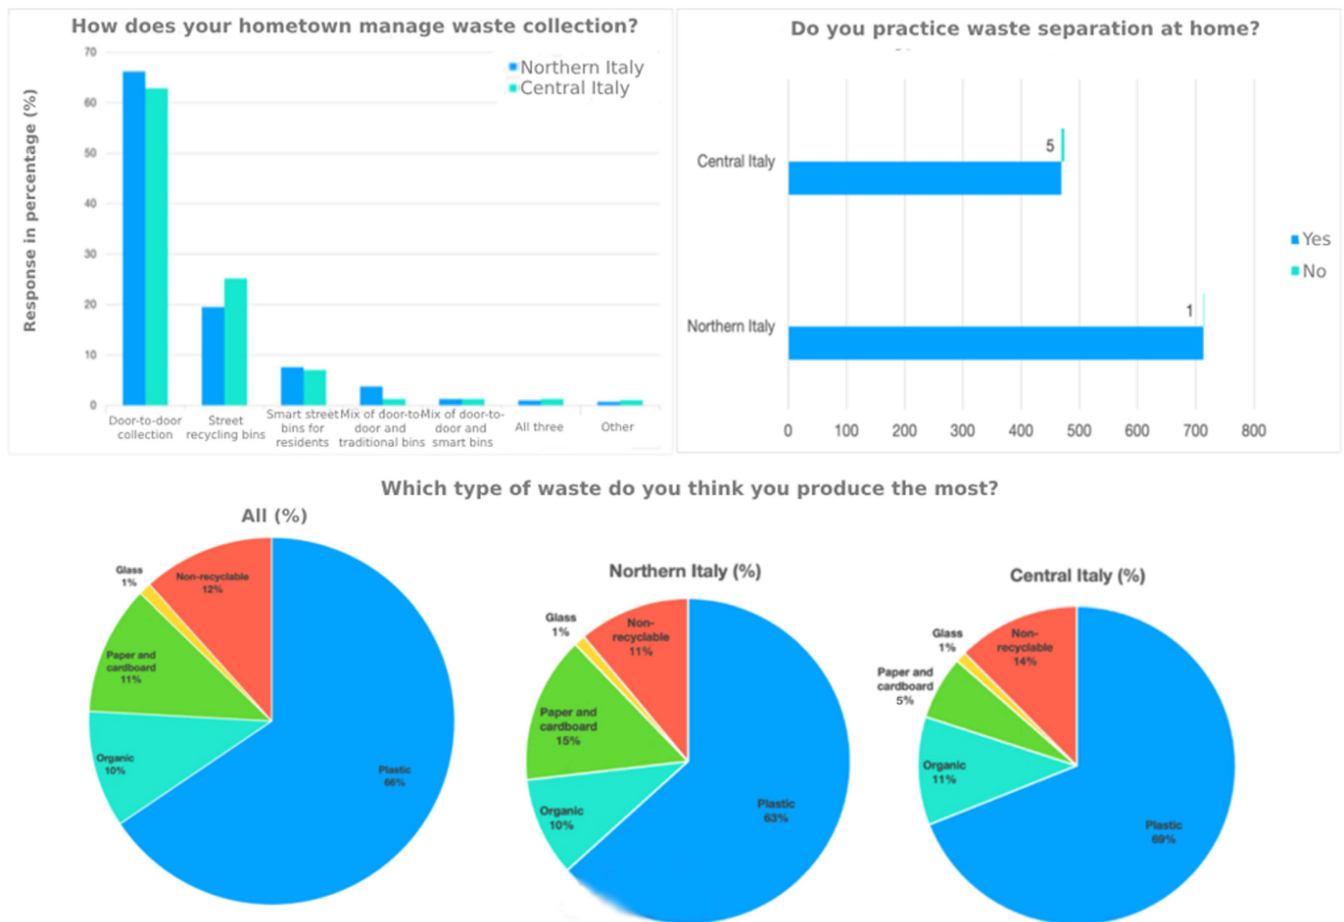 How does your hometown manage waste collection?
Response in percentage (%)
70
60
50
40
30
20
10
0
Northern Italy
Central Italy
Door-to-door
collection
Street
recycling bins
Smart street
bins for
residents
Mix of door-to-
door and
traditional bins
Mix of door-to-
door and
smart bins
All three
Other
Do you practice waste separation at home?
Central Italy
5
Northern Italy
1
0 100 200 300 400 500 600 700 800
Yes
No
Which type of waste do you think you produce the most?
All (%)
Glass
1%
Non-recyclable
12%
Paper and
cardboard
11%
Organic
10%
Plastic
66%
Northern Italy (%)
Glass
1%
Non-
recyclable
11%
Paper and
cardboard
15%
Organic
10%
Plastic
63%
Central Italy (%)
Glass
1%
Non-
recyclable
14%
Paper and
cardboard
5%
Organic
11%
Plastic
69%